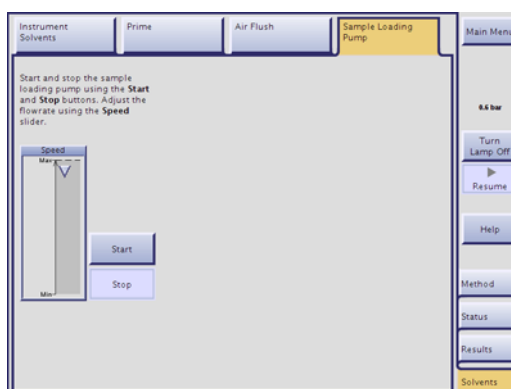 Instrument
Solvents
Prime
Air Flush
Sample Loading
Pump
Main Menu
Start and stop the sample
loading pump using the Start
and Stop buttons. Adjust the
flowrate using the Speed
slider.
0.6 bar
Turn
Lamp Off
Resume
Speed
Max
Min
Start
Stop
Help
Method
Status
Results
Solvents